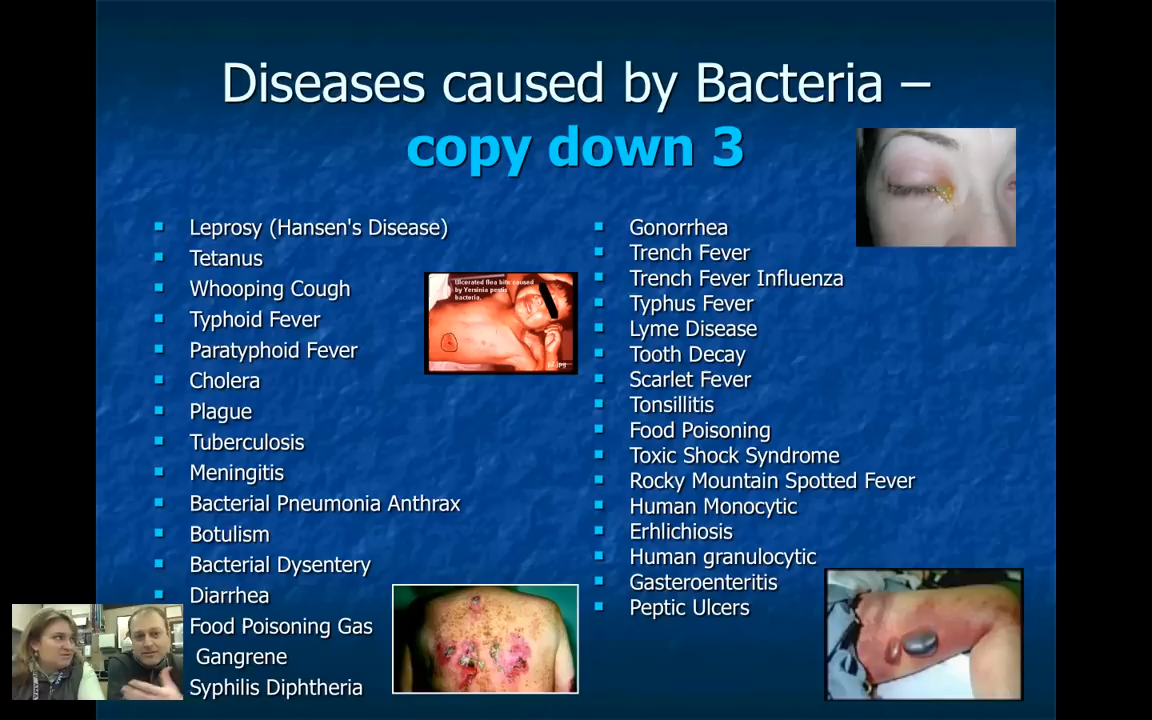 Diseases caused by Bacteria –
copy down 3
Leprosy (Hansen's Disease)
Tetanus
Whooping Cough
Typhoid Fever
Paratyphoid Fever
Cholera
Plague
Tuberculosis
Meningitis
Bacterial Pneumonia Anthrax
Botulism
Bacterial Dysentery
Diarrhea
Food Poisoning Gas
Gangrene
Syphilis Diphtheria
Ulcerated flea bite caused
by Yersinia pestis
bacteria.
Gonorrhea
Trench Fever
Trench Fever Influenza
Typhus Fever
Lyme Disease
Tooth Decay
Scarlet Fever
Tonsillitis
Food Poisoning
Toxic Shock Syndrome
Rocky Mountain Spotted Fever
Human Monocytic
Erhlichiosis
Human granulocytic
Gasteroenteritis
Peptic Ulcers